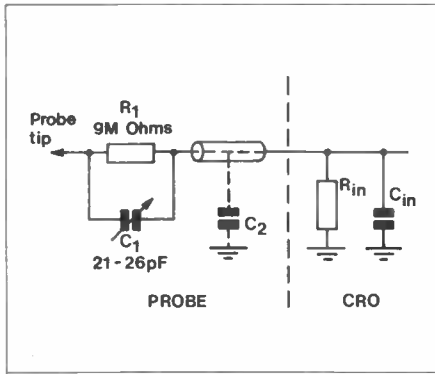 R1
9M Ohms
Probe
tip
C1
21-26pF
C2
Rin
Cin
PROBE
CRO